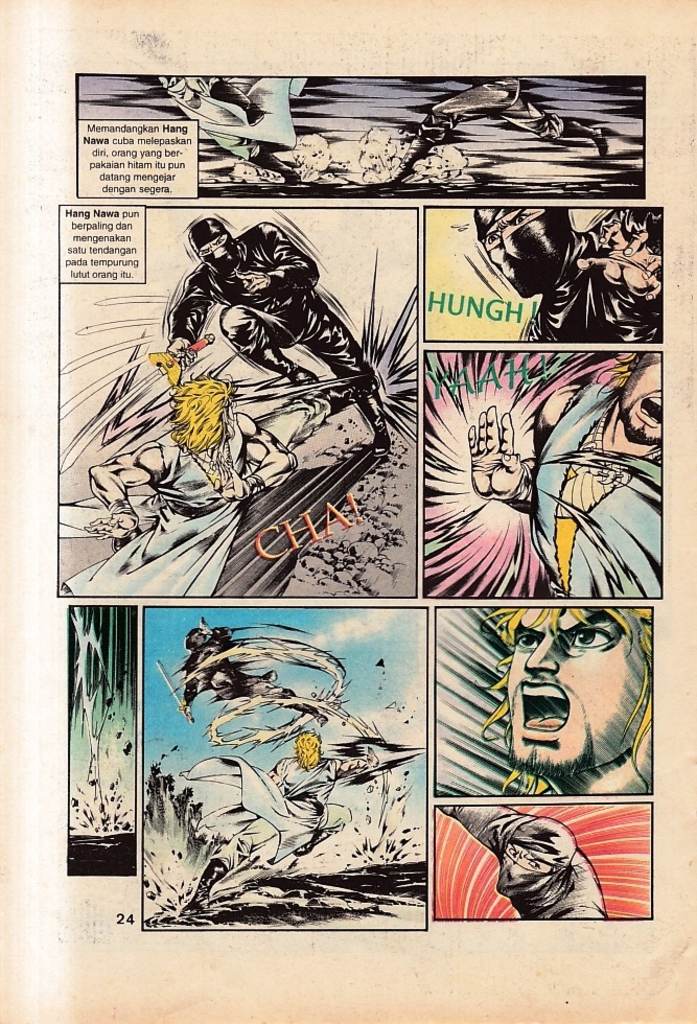 Memandangkan Hang
Nawa cuba melepaskan
diri, orang yang ber-
pakaian hitam itu pun
datang mengejar
dengan segera.
Hang Nawa pun
berpaling dan
mengenakan
satu tendangan
pada tempurung
lutut orang itu.
HUNGH!
YAAH!
CHA!
24